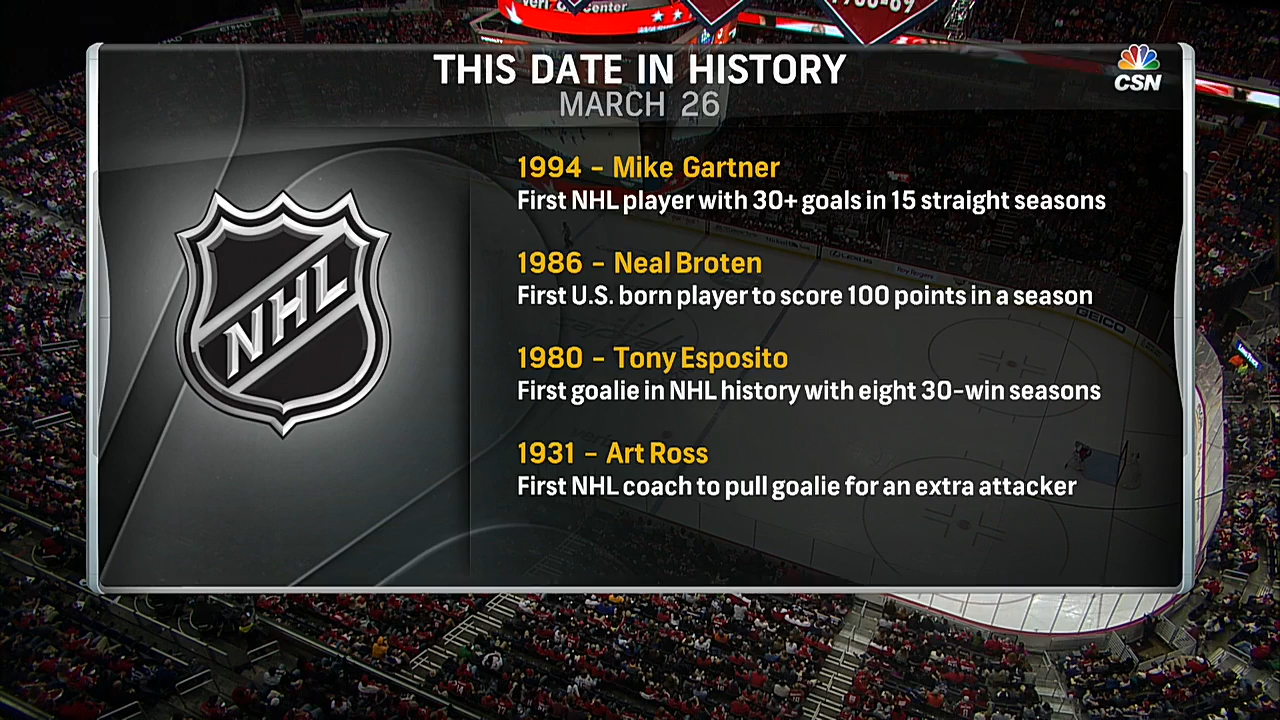 Verizon Center
THIS DATE IN HISTORY
MARCH 26
CSN
1994 – Mike Gartner
First NHL player with 30+ goals in 15 straight seasons
1986 – Neal Broten
First U.S. born player to score 100 points in a season
NHL
GEICO
1980 – Tony Esposito
First goalie in NHL history with eight 30-win seasons
1931 – Art Ross
First NHL coach to pull goalie for an extra attacker